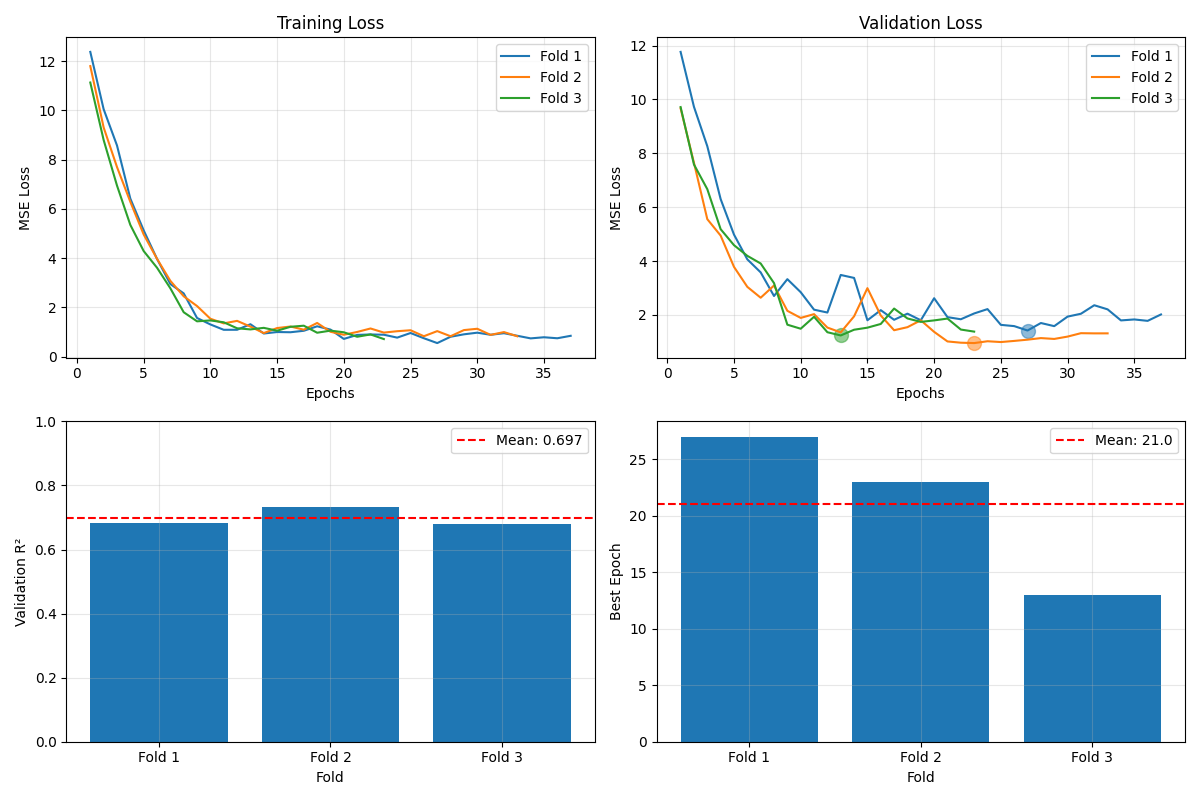 Training Loss
MSE Loss
12
10
8
6
4
2
0
0 5 10 15 20 25 30 35
Epochs
Fold 1
Fold 2
Fold 3
Validation Loss
MSE Loss
12
10
8
6
4
2
0 5 10 15 20 25 30 35
Epochs
Fold 1
Fold 2
Fold 3
Validation R²
1.0
0.8
0.6
0.4
0.2
0.0
Mean: 0.697
Fold 1 Fold 2 Fold 3
Fold
Best Epoch
25
20
15
10
5
0
Mean: 21.0
Fold 1 Fold 2 Fold 3
Fold